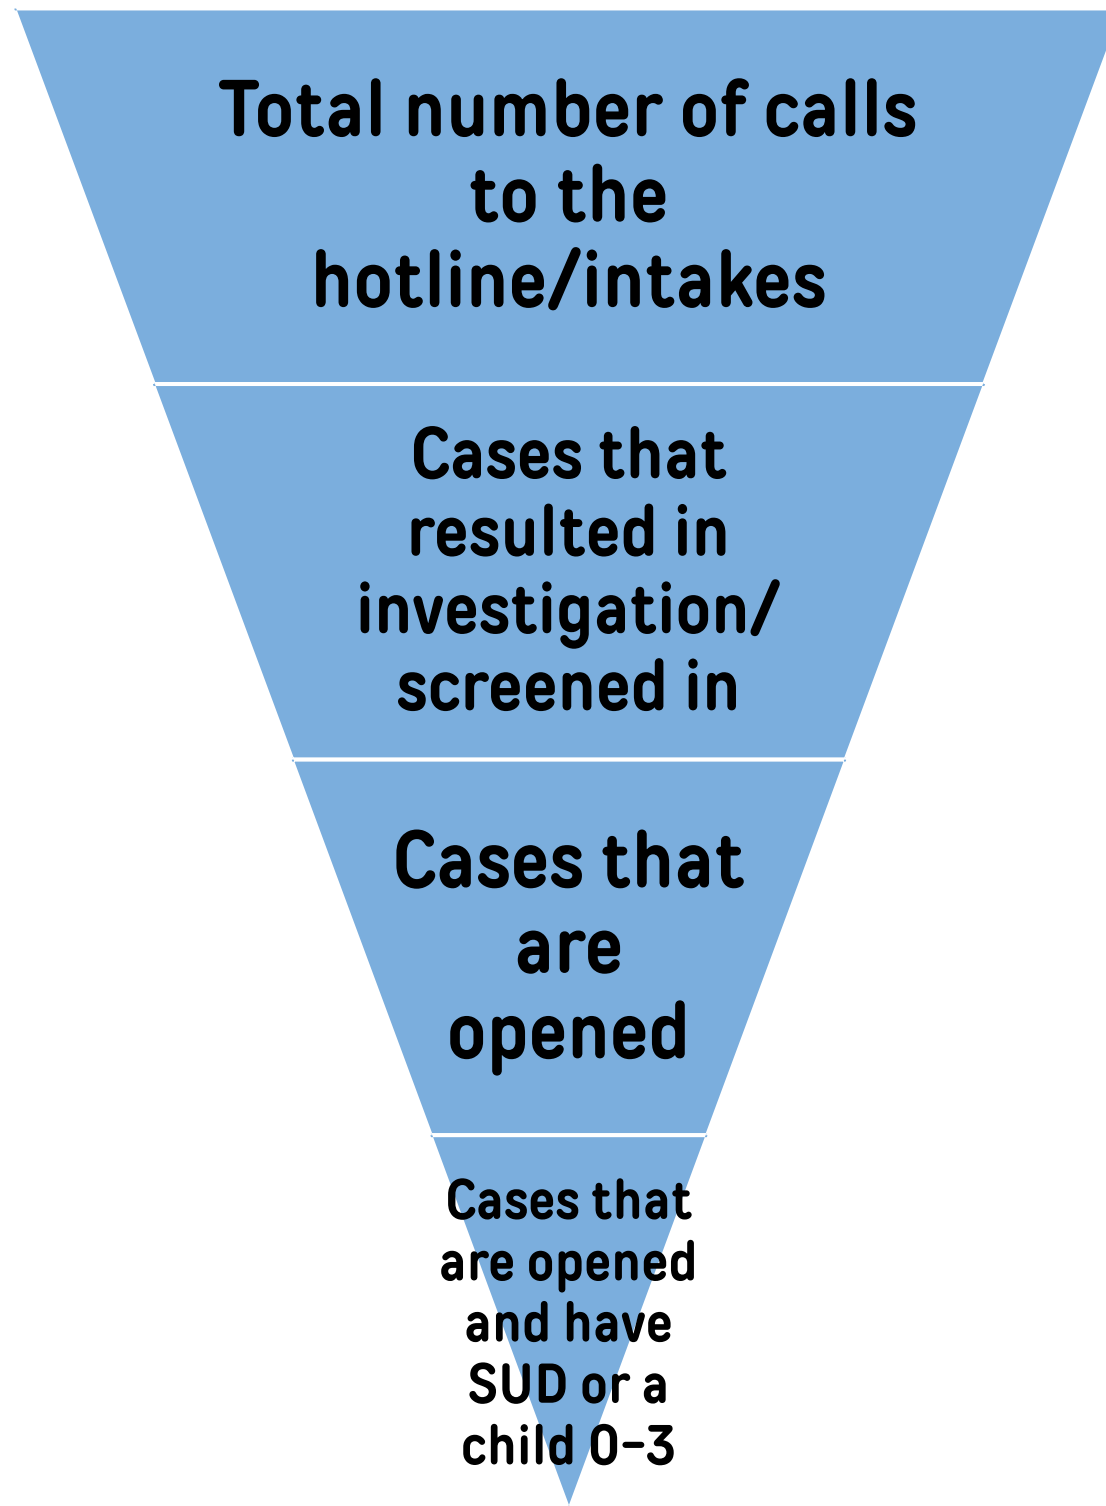 Total number of calls
to the
hotline/intakes
Cases that
resulted in
investigation/
screened in
Cases that
are
opened
Cases that
are opened
and have
SUD or a
child 0-3